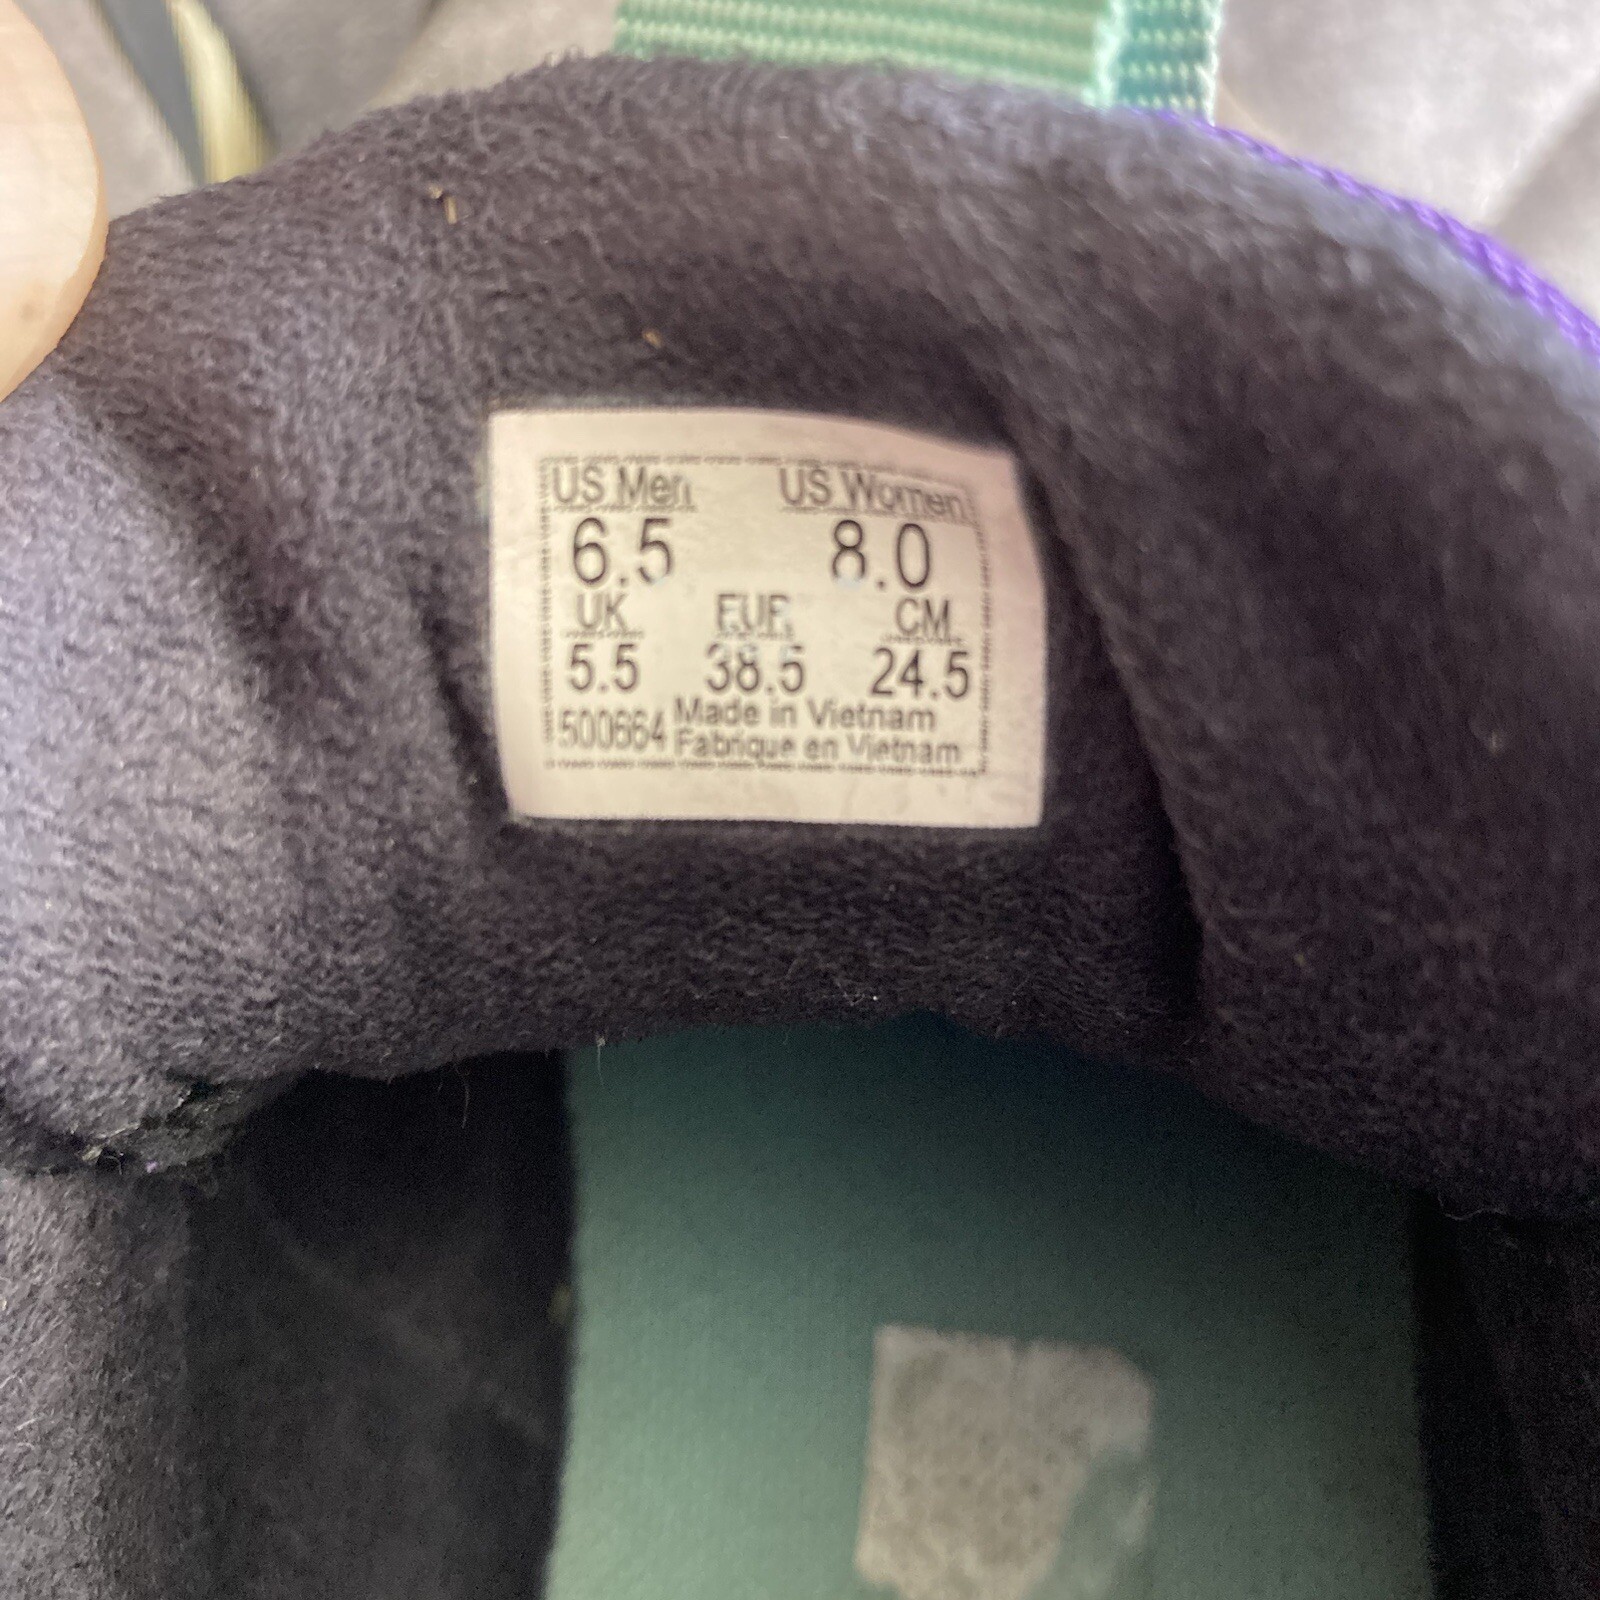 US Men US Women
6.5 8.0
UK EUR CM
5.5 38.5 24.5
500664 Made in Vietnam
Fabrique en Vietnam